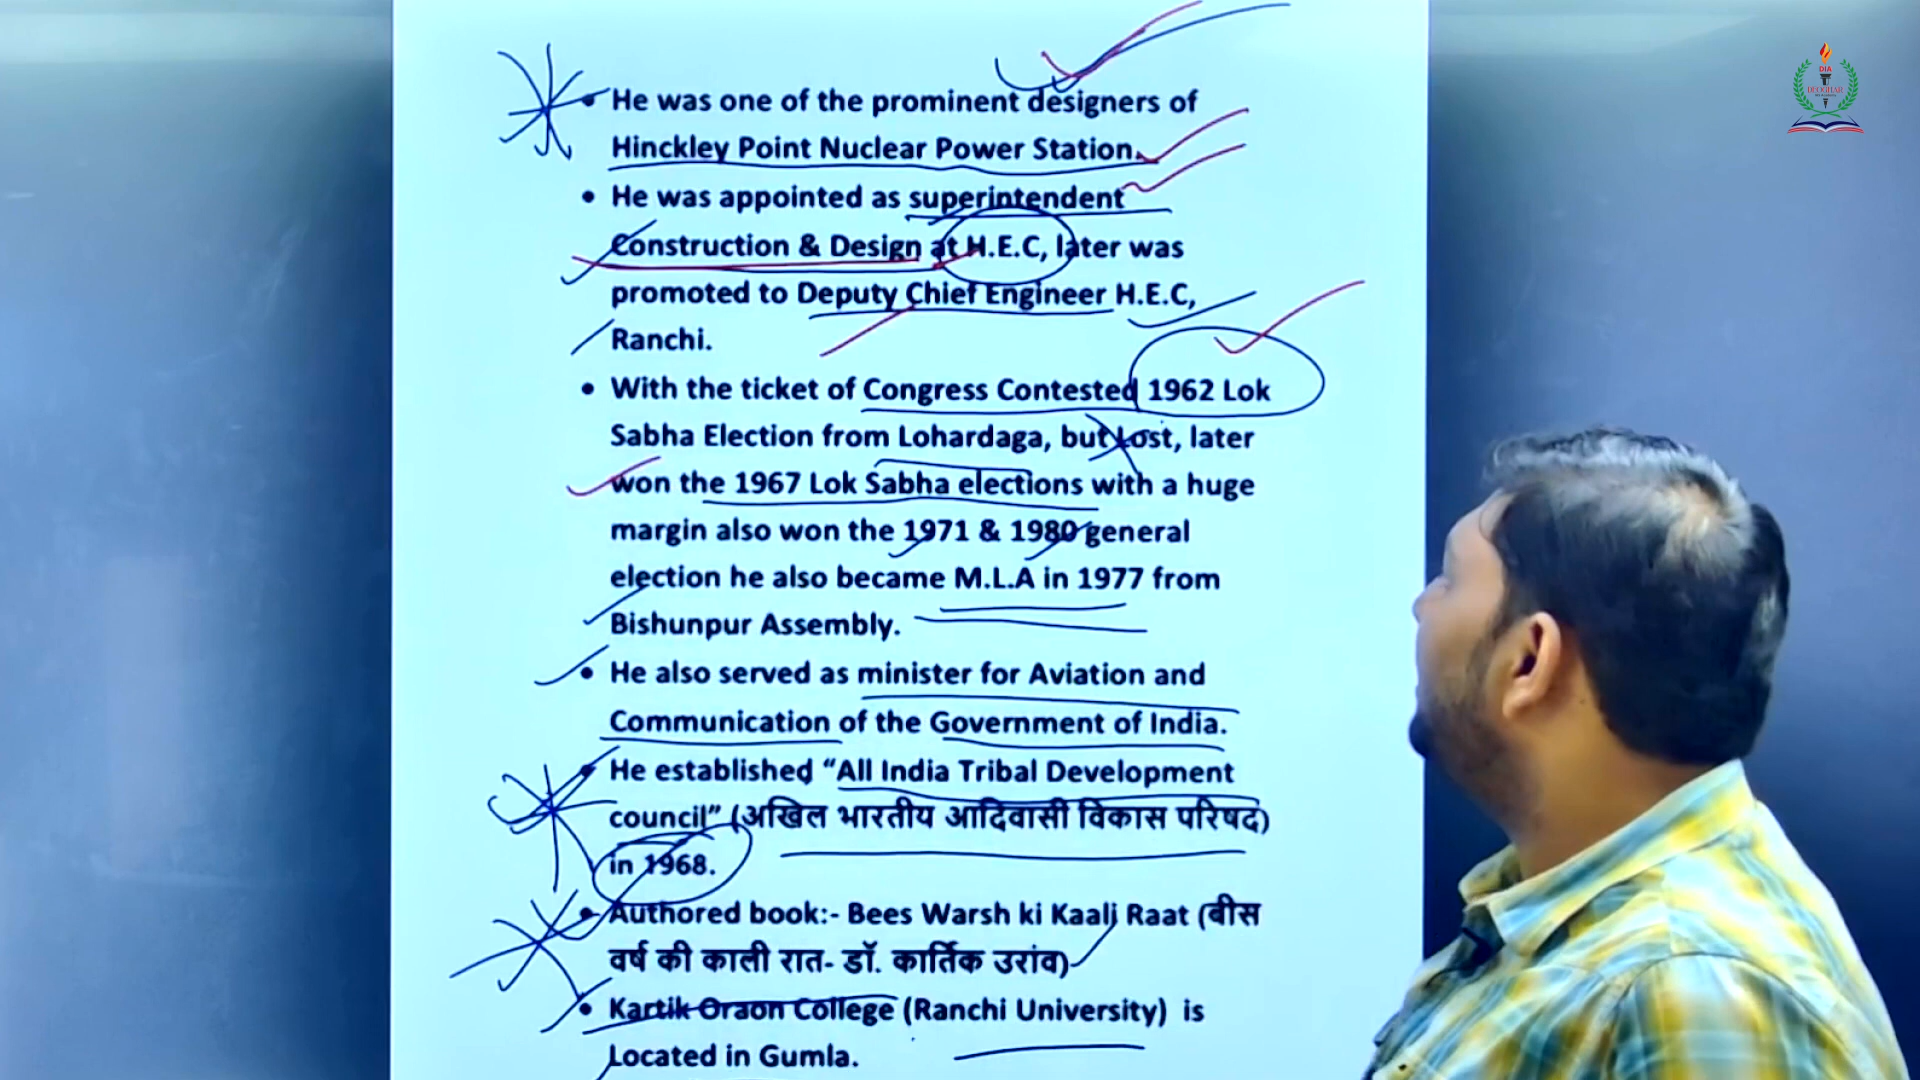 DIA
DEOGHAR
He was one of the prominent designers of
Hinckley Point Nuclear Power Station.
He was appointed as superintendent
Construction & Design at H.E.C, later was
promoted to Deputy Chief Engineer H.E.C,
Ranchi.
With the ticket of Congress Contested 1962 Lok
Sabha Election from Lohardaga, but Lost, later
won the 1967 Lok Sabha elections with a huge
margin also won the 1971 & 1980 general
election he also became M.L.A in 1977 from
Bishunpur Assembly.
He also served as minister for Aviation and
Communication of the Government of India.
He established “All India Tribal Development
council” (अखिल भारतीय आदिवासी विकास परिषद)
in 1968.
Authored book:- Bees Warsh ki Kaali Raat (बीस
वर्ष की काली रात- डॉ. कार्तिक उरांव)
Kartik Oraon College (Ranchi University) is
Located in Gumla.